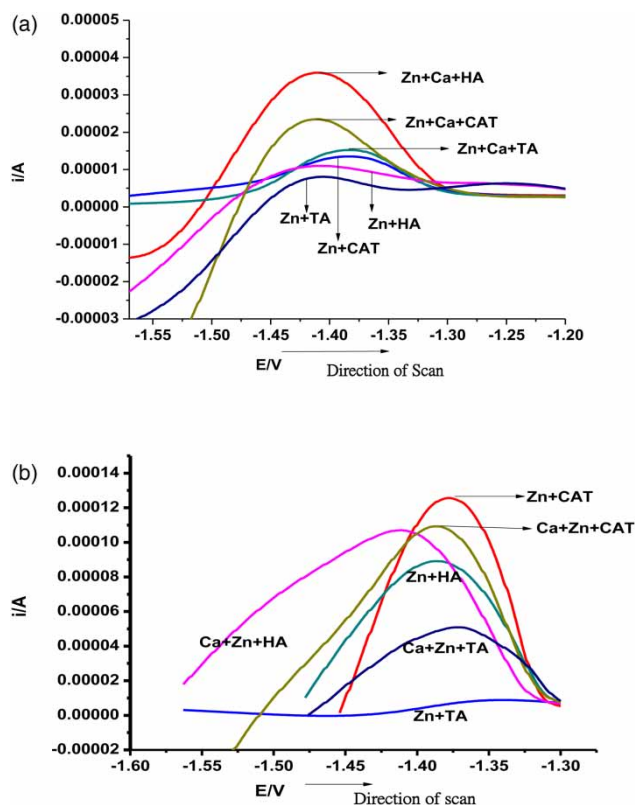 (a)
0.00005
0.00004
0.00003
0.00002
0.00001
0.00000
-0.00001
-0.00002
-0.00003
i/A
Zn+Ca+HA
Zn+Ca+CAT
Zn+Ca+TA
Zn+TA
Zn+HA
Zn+CAT
-1.55 -1.50 -1.45 -1.40 -1.35 -1.30 -1.25 -1.20
E/V Direction of Scan
(b)
0.00014
0.00012
0.00010
0.00008
0.00006
0.00004
0.00002
0.00000
-0.00002
i/A
Zn+CAT
Ca+Zn+CAT
Zn+HA
Ca+Zn+HA
Ca+Zn+TA
Zn+TA
-1.60 -1.55 -1.50 -1.45 -1.40 -1.35 -1.30
E/V Direction of scan